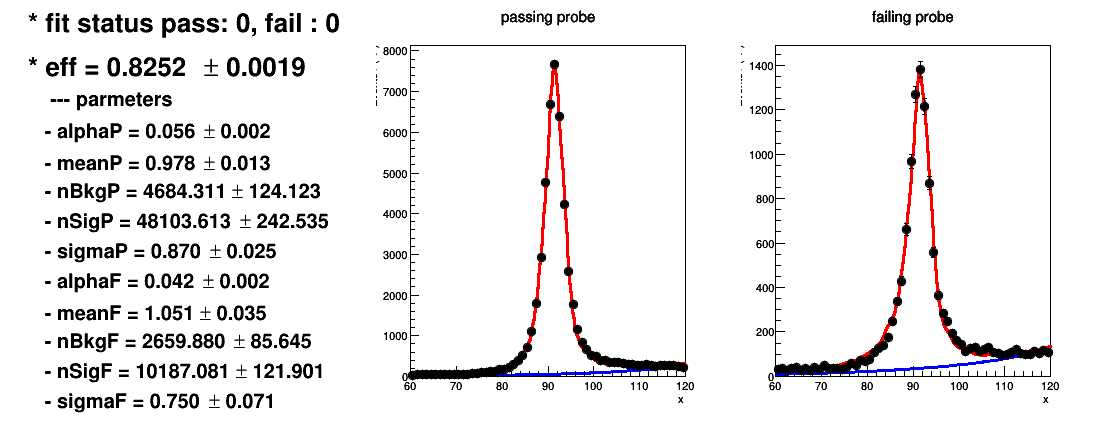 * fit status pass: 0, fail : 0
* eff = 0.8252 ± 0.0019
--- parmeters
- alphaP = 0.056 ± 0.002
- meanP = 0.978 ± 0.013
- nBkgP = 4684.311 ± 124.123
- nSigP = 48103.613 ± 242.535
- sigmaP = 0.870 ± 0.025
- alphaF = 0.042 ± 0.002
- meanF = 1.051 ± 0.035
- nBkgF = 2659.880 ± 85.645
- nSigF = 10187.081 ± 121.901
- sigmaF = 0.750 ± 0.071
passing probe
8000
7000
6000
5000
4000
3000
2000
1000
0
60 70 80 90 100 110 120
x
failing probe
1400
1200
1000
800
600
400
200
0
60 70 80 90 100 110 120
x